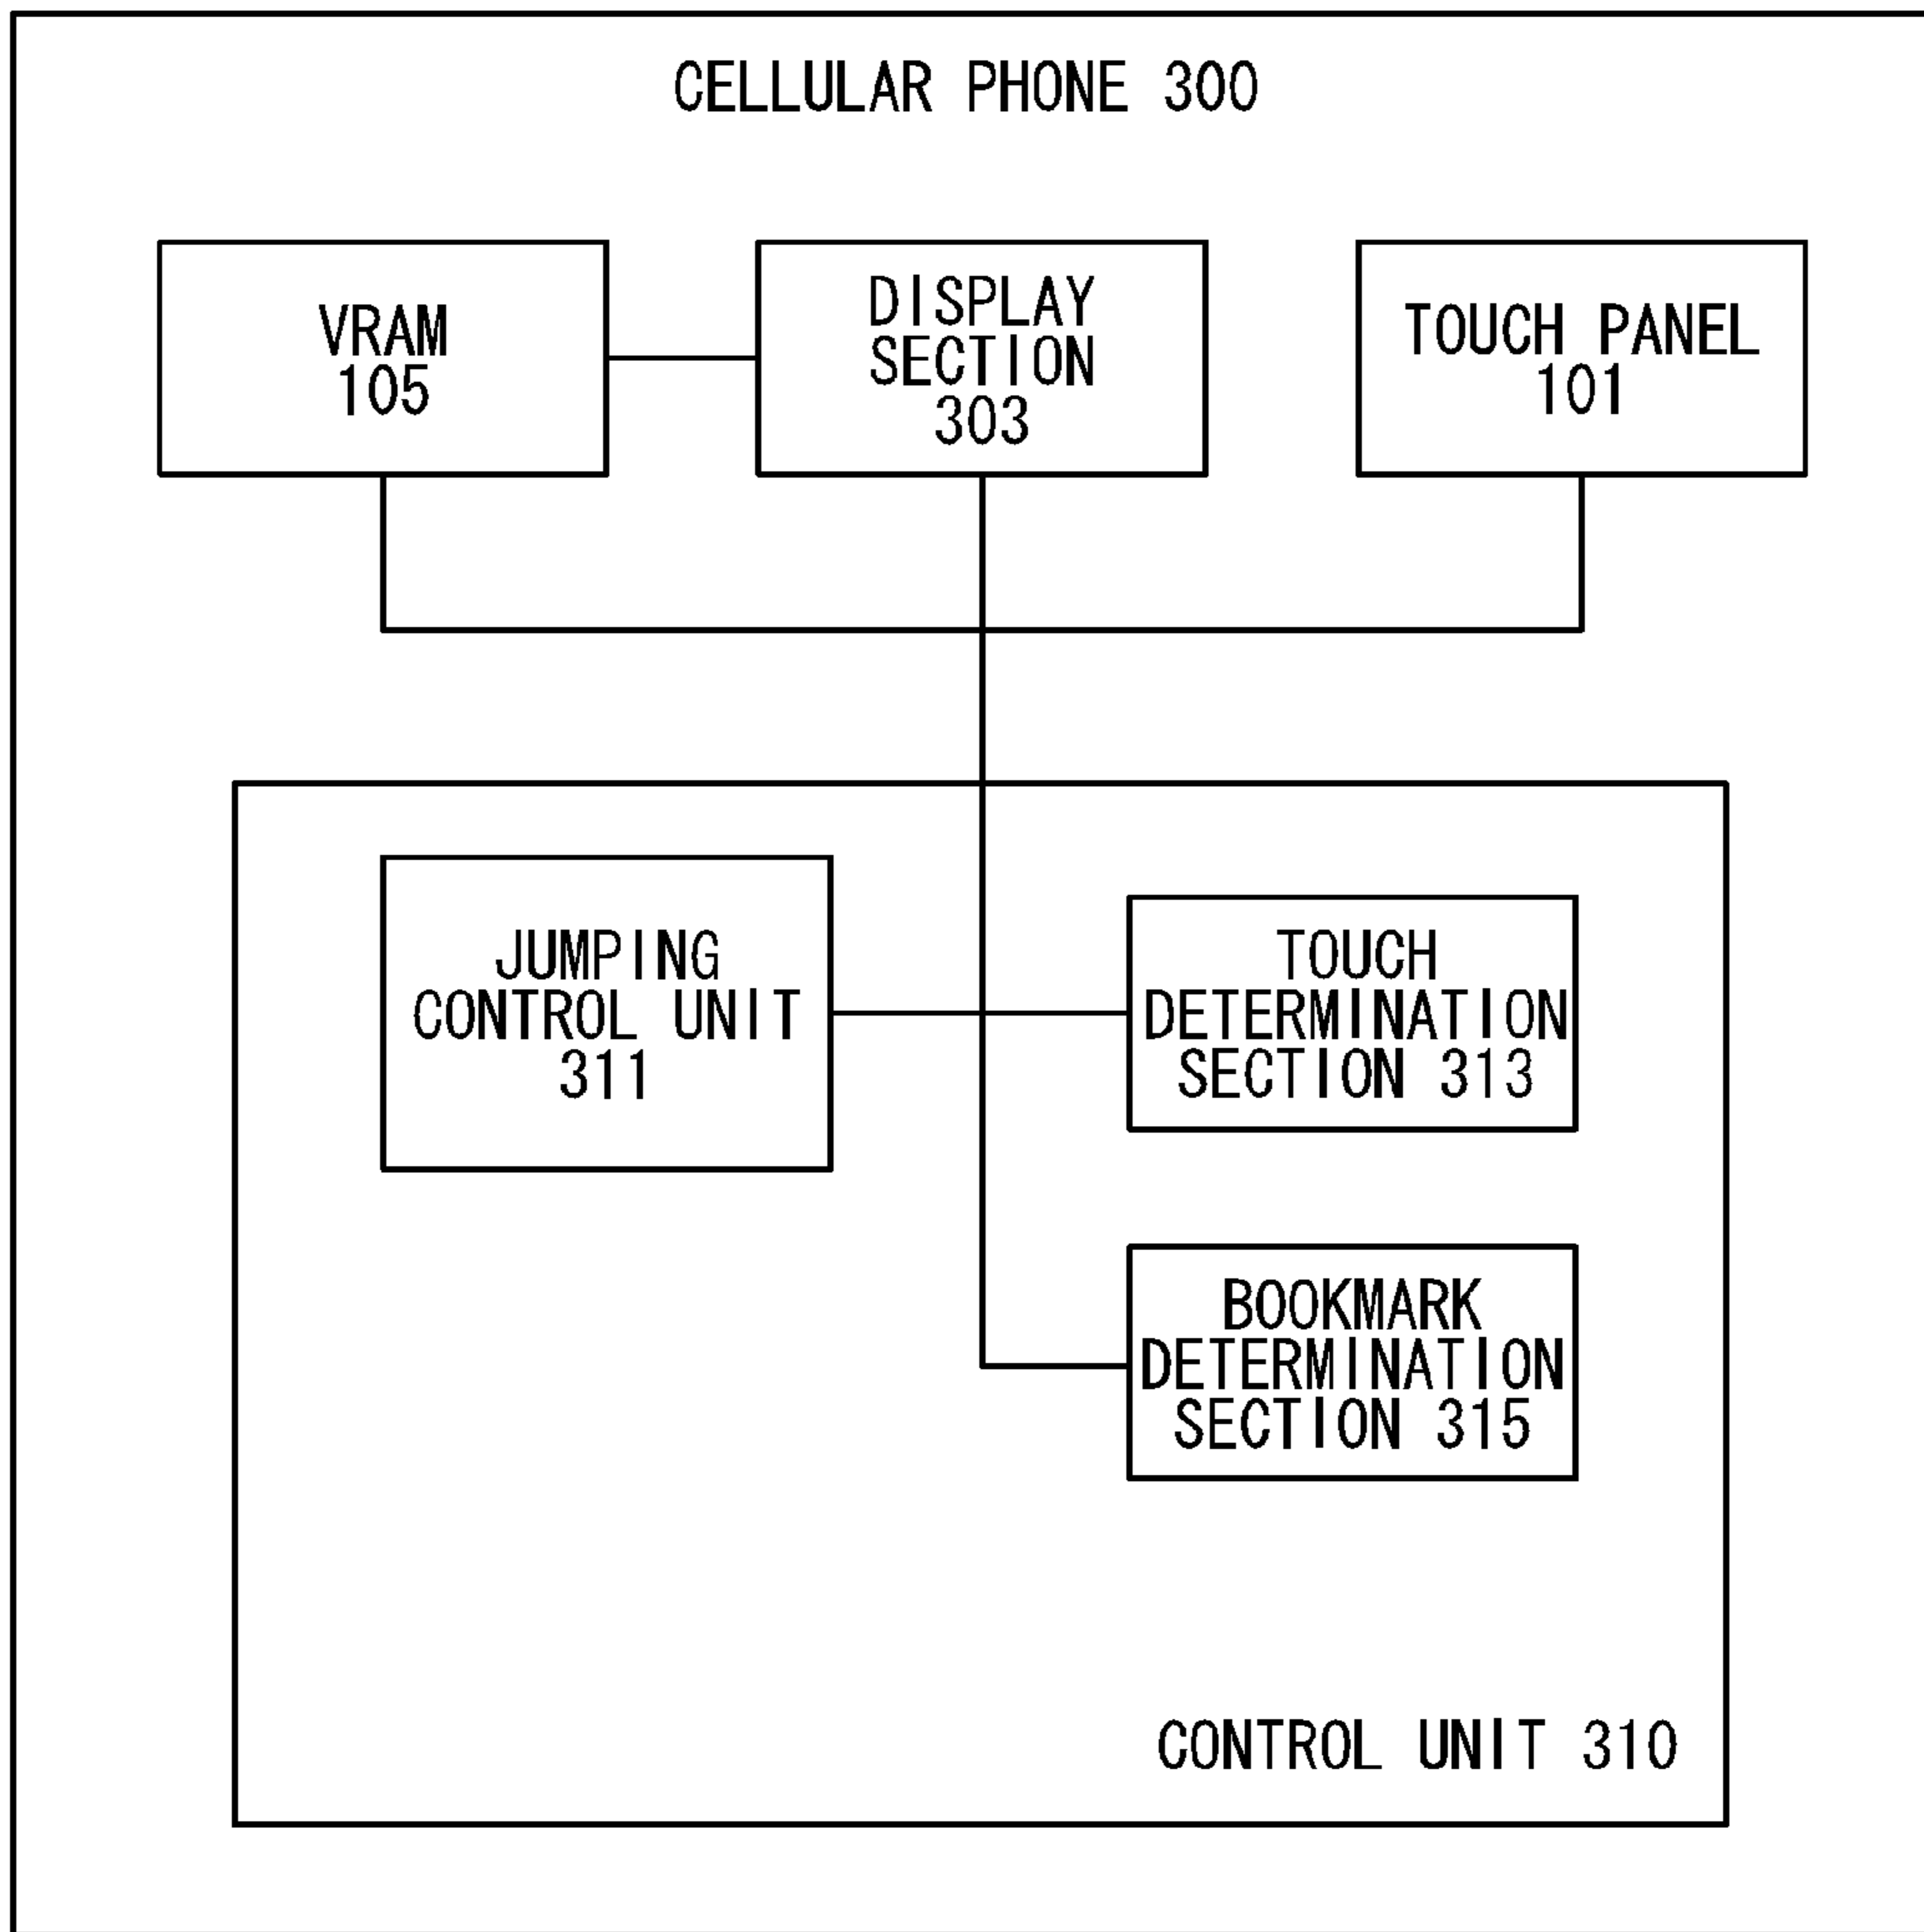 CELLULAR PHONE 300
VRAM
105
DISPLAY
SECTION
303
TOUCH PANEL
101
JUMPING
CONTROL UNIT
311
TOUCH
DETERMINATION
SECTION 313
BOOKMARK
DETERMINATION
SECTION 315
CONTROL UNIT 310